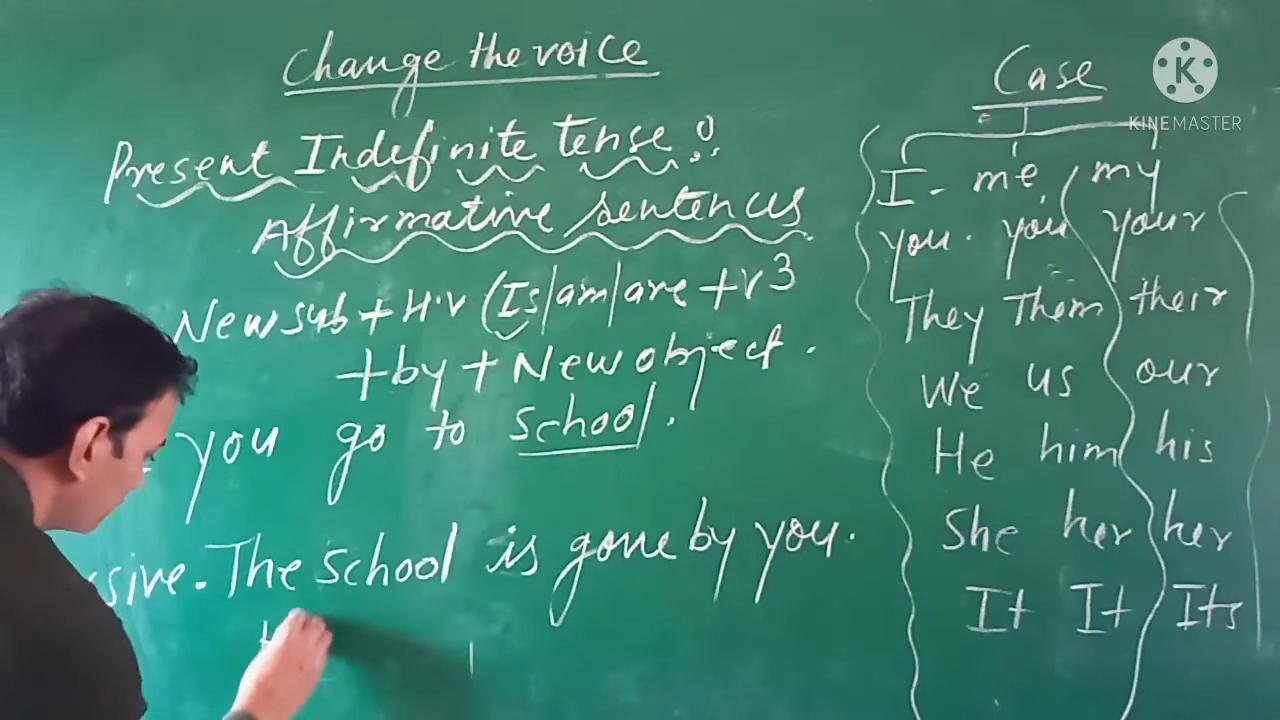 Change the voice
Present Indefinite tense :
Affirmative sentences
New sub + H.v (Is/am/are + v3
+ by + New object.
you go to school.
The school is gone by you.
Case
I - me my
you. you your
They Them their
We us our
He him his
She her her
It It Its
KINEMASTER